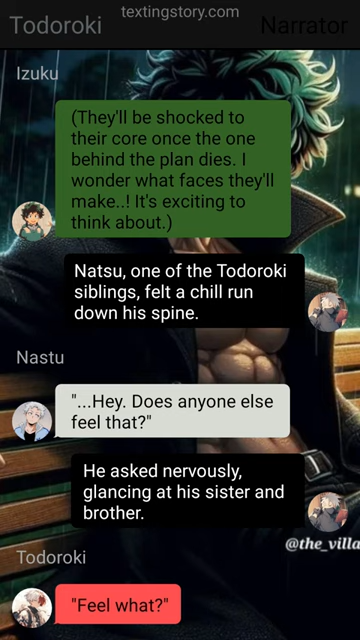 textingstory.com
Todoroki
Narrator
Izuku
(They'll be shocked to
their core once the one
behind the plan dies. I
wonder what faces they'll
make..! It's exciting to
think about.)
Natsu, one of the Todoroki
siblings, felt a chill run
down his spine.
Nastu
"...Hey. Does anyone else
feel that?"
He asked nervously,
glancing at his sister and
brother.
@the_villa
Todoroki
"Feel what?"